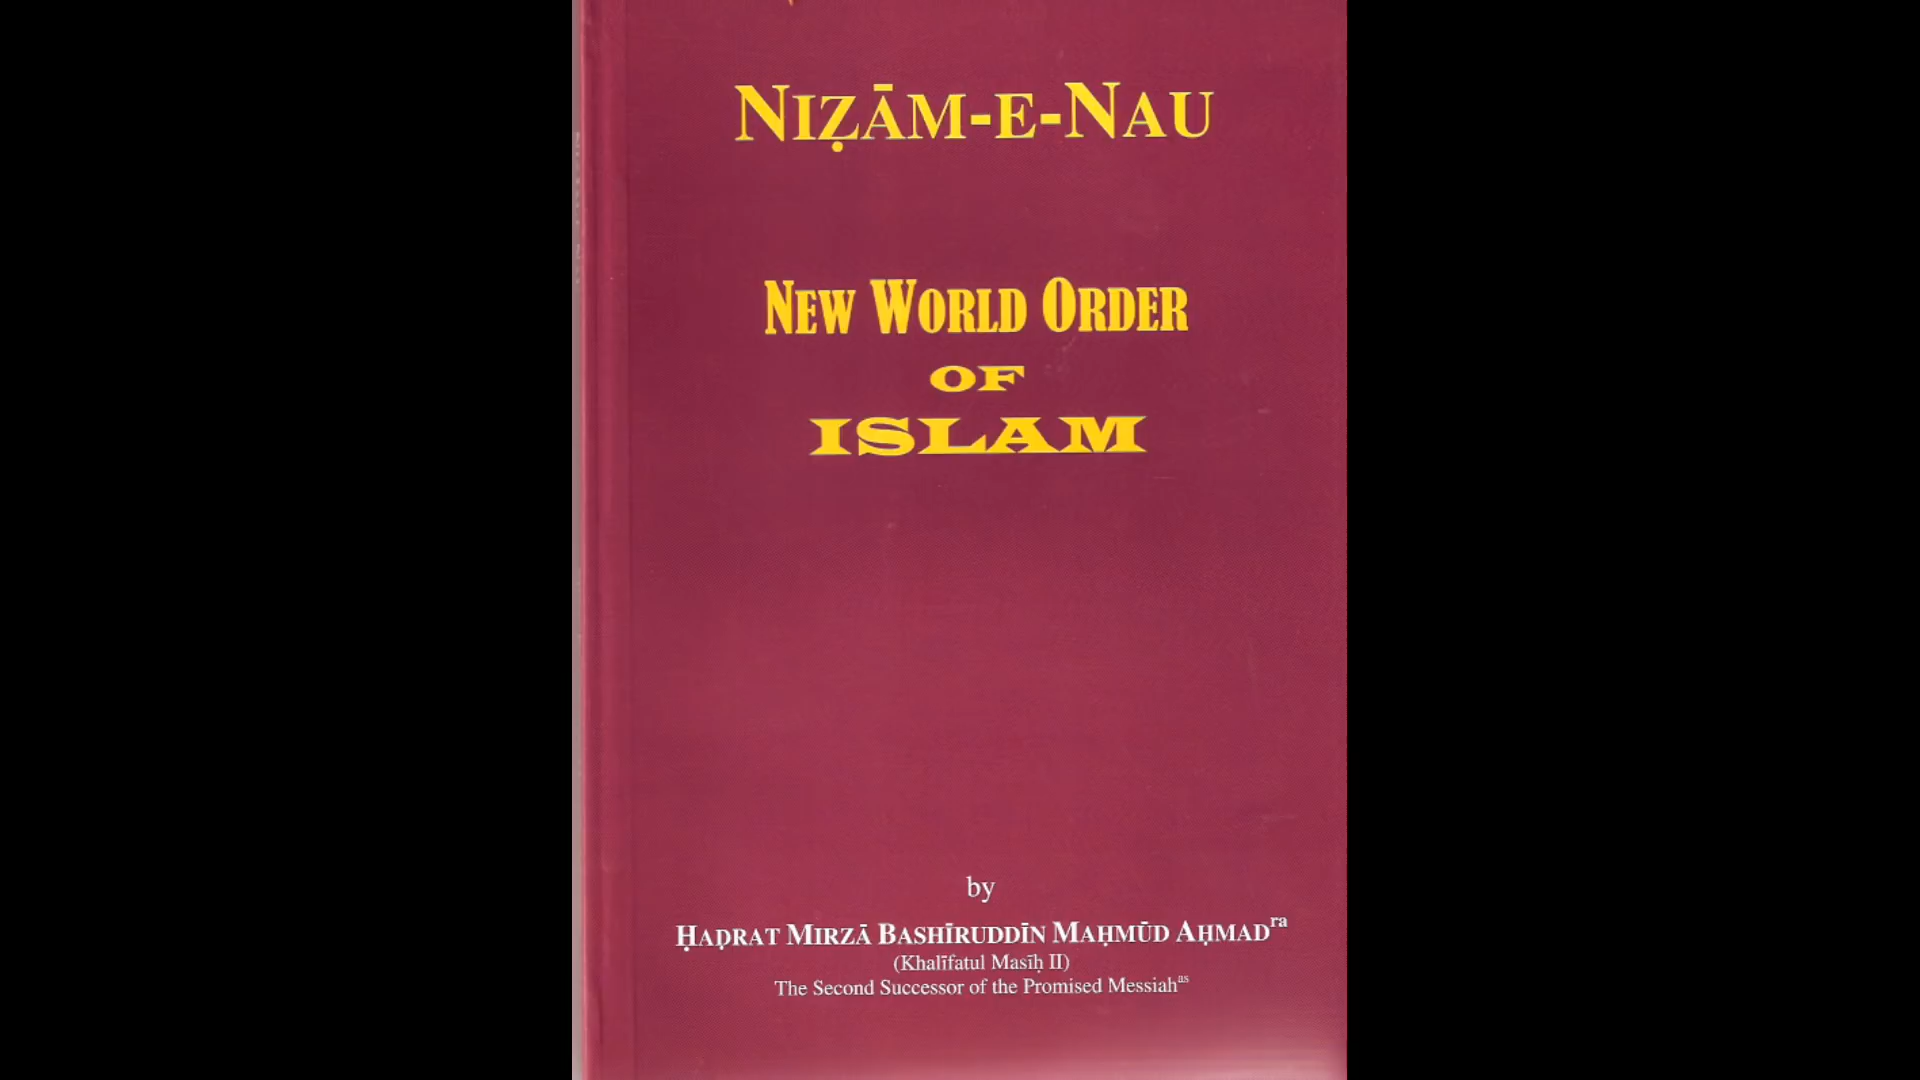 NIẒĀM-E-NAU
NEW WORLD ORDER
OF
ISLAM
by
ḤAḌRAT MIRZĀ BASHĪRUDDĪN MAḤMŪD AḤMADra
(Khalīfatul Masīḥ II)
The Second Successor of the Promised Messiahas